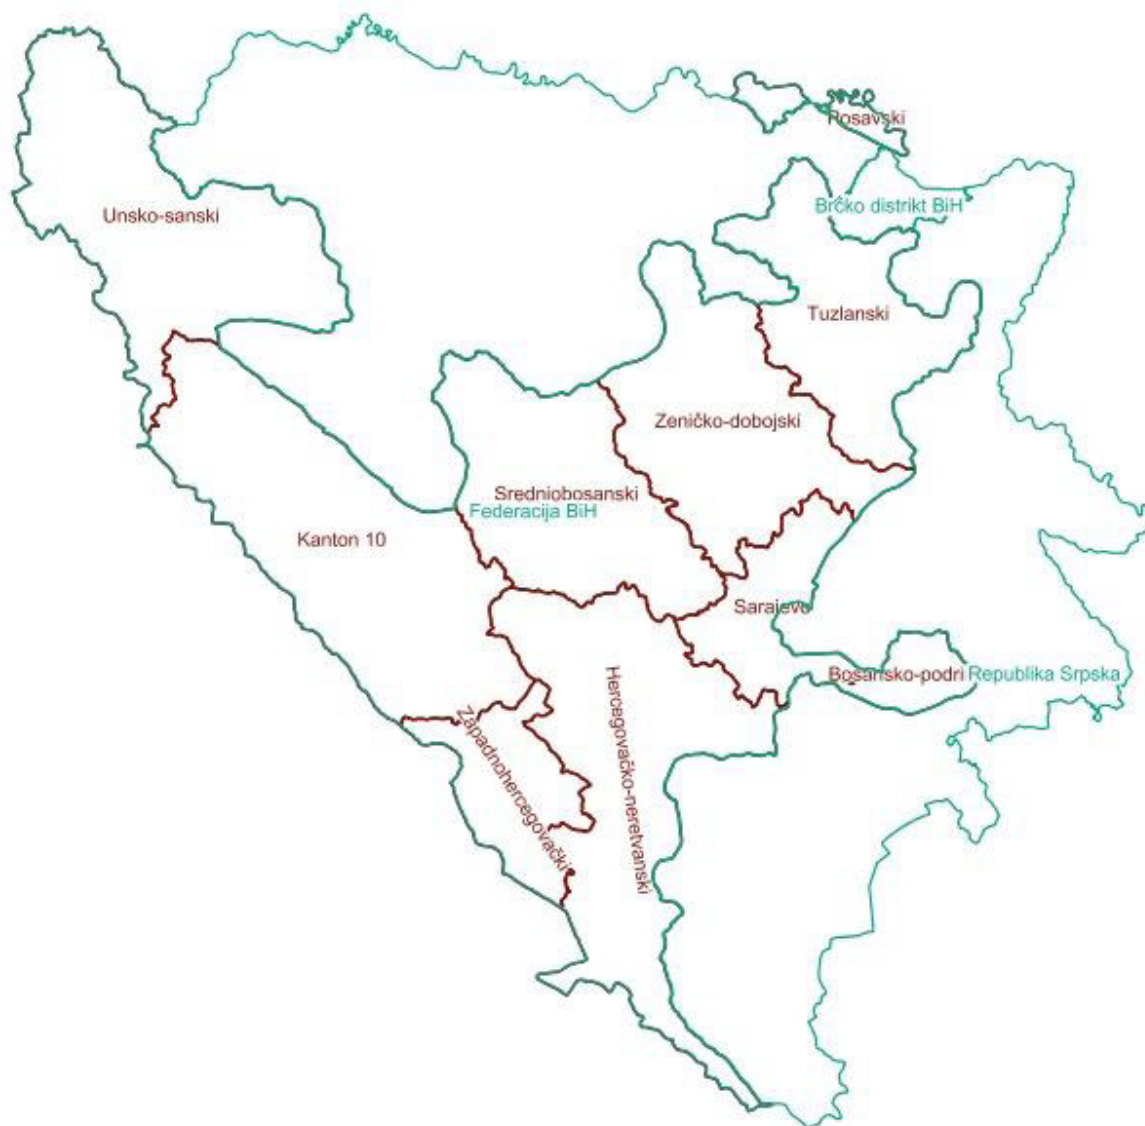 Posavski
Unsko-sanski
Brčko distrikt BiH
Tuzlanski
Zeničko-dobojski
Sredniobosanski
Federacija BiH
Kanton 10
Sarajevo
Bosansko-podri
Republika Srpska
Hercegovačko-neretvanski
Zapadnohercegovački